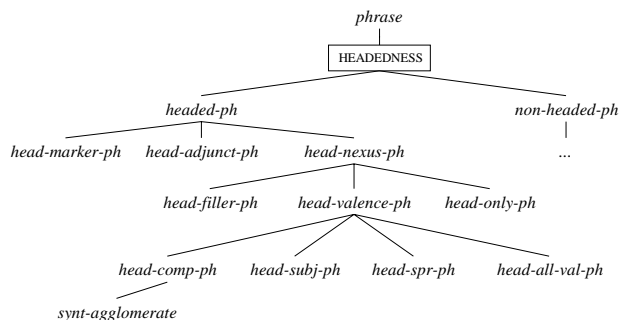 phrase
HEADEDNESS
headed-ph non-headed-ph
head-marker-ph head-adjunct-ph head-nexus-ph ...
head-filler-ph head-valence-ph head-only-ph
head-comp-ph head-subj-ph head-spr-ph head-all-val-ph
synt-agglomerate